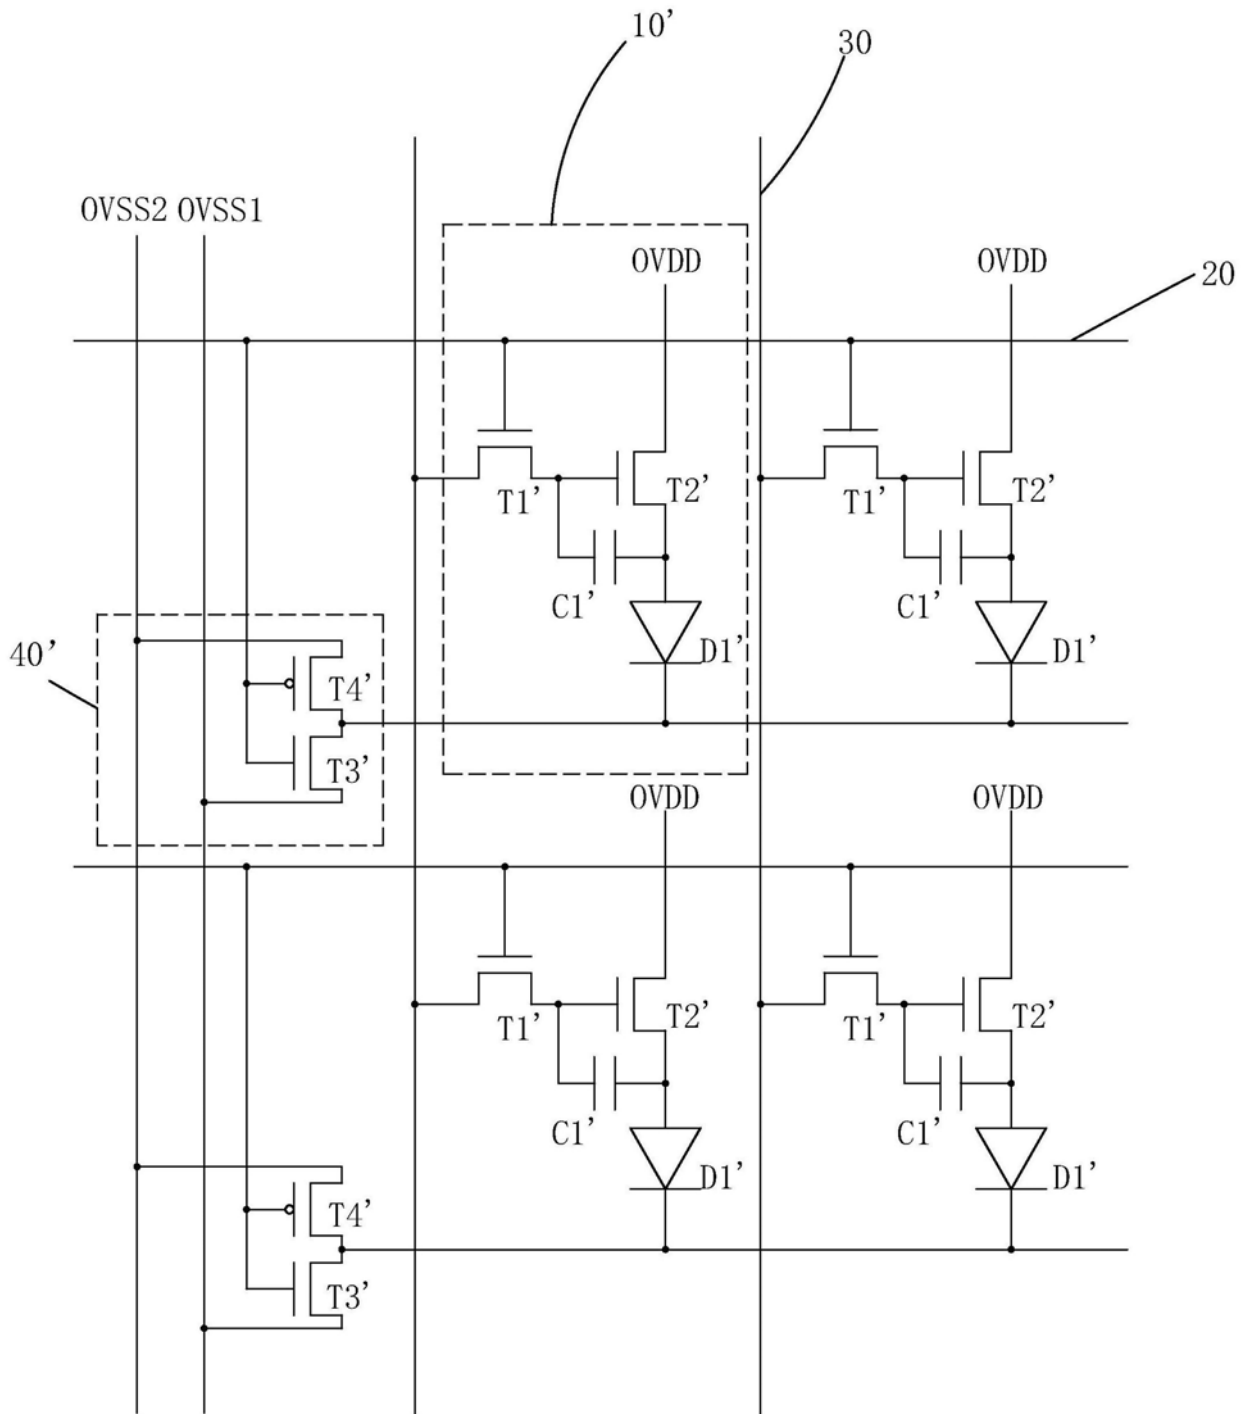 10'
30
OVSS2 OVSS1
OVDD OVDD
20
T1' T2' T1' T2'
C1' C1'
D1' D1'
40'
T4'
T3'
OVDD OVDD
T1' T2' T1' T2'
C1' C1'
D1' D1'
T4'
T3'